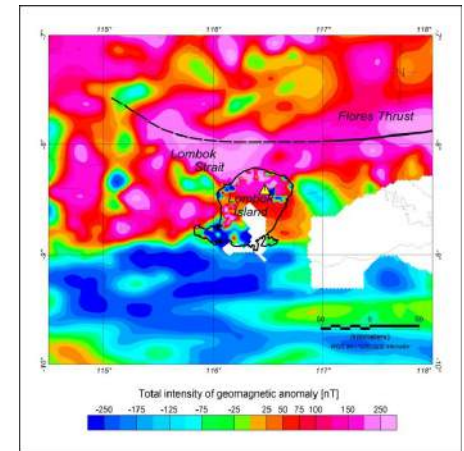 115° 116° 117° 118°
Flores Thrust
Lombok
Strait
Lombok
Island
115° 116° 117° 118°
Total intensity of geomagnetic anomaly [nT]
-250 -175 -125 -75 -25 25 50 75 100 150 250